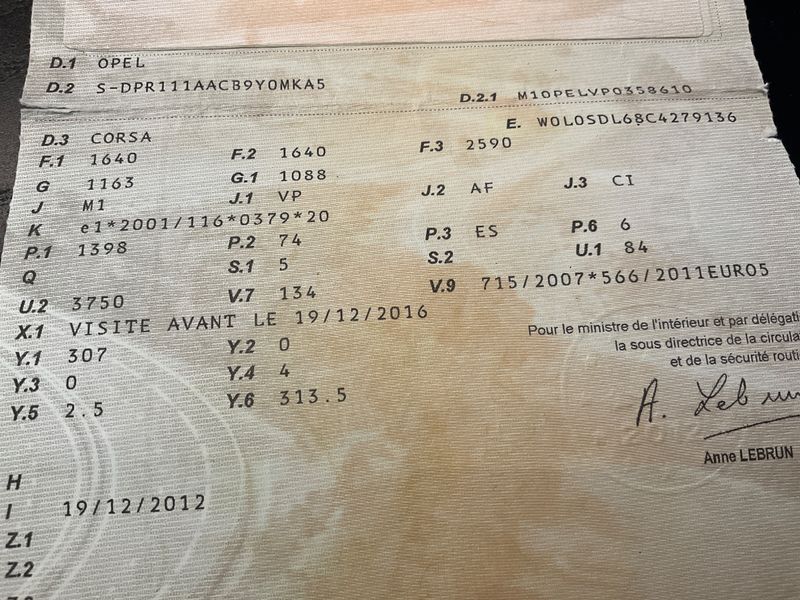 D.1 OPEL
D.2 S-DPR111AACB9Y0MKA5
D.2.1 M10PELVP0358610
D.3 CORSA
E. W0L0SDL68C4279136
F.1 1640 F.2 1640 F.3 2590
G 1163 G.1 1088
J M1 J.1 VP J.2 AF J.3 CI
K e1*2001/116*0379*20
P.1 1398 P.2 74 P.3 ES P.6 6
Q S.1 5 S.2 U.1 84
U.2 3750 V.7 134 V.9 715/2007*566/2011EURO5
X.1 VISITE AVANT LE 19/12/2016
Y.1 307 Y.2 0
Y.3 0 Y.4 4
Y.5 2.5 Y.6 313.5
Pour le ministre de l'intérieur et par délégati
la sous directrice de la circula
et de la sécurité routi
A. Lebrun
Anne LEBRUN
H
I 19/12/2012
Z.1
Z.2